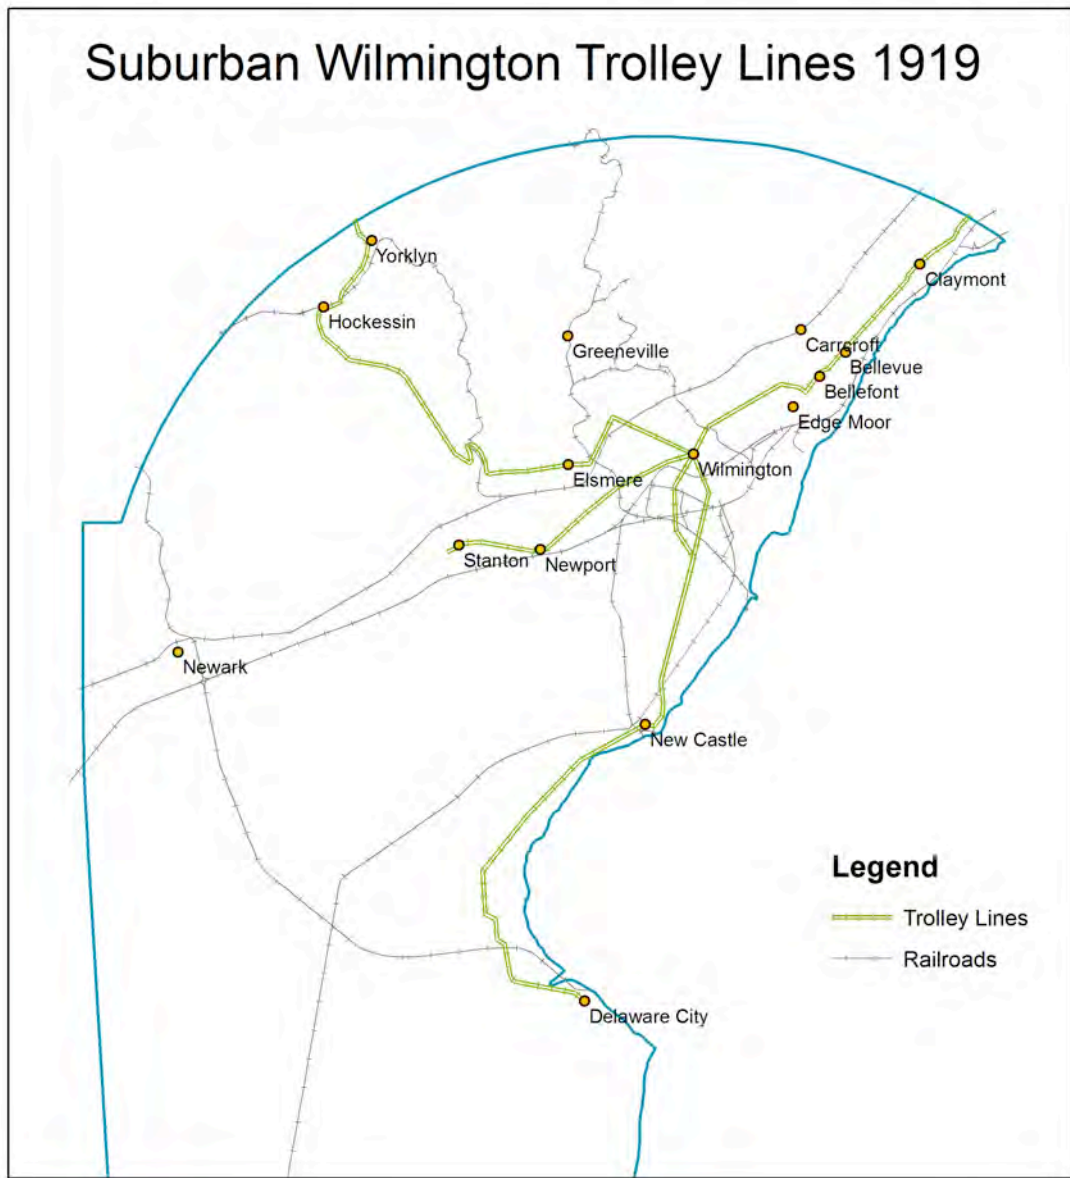 Suburban Wilmington Trolley Lines 1919
Yorklyn
Claymont
Hockessin
Carrcroft
Greeneville
Bellevue
Bellefont
Edge Moor
Wilmington
Elsmere
Stanton
Newport
Newark
New Castle
Legend
Trolley Lines
Railroads
Delaware City